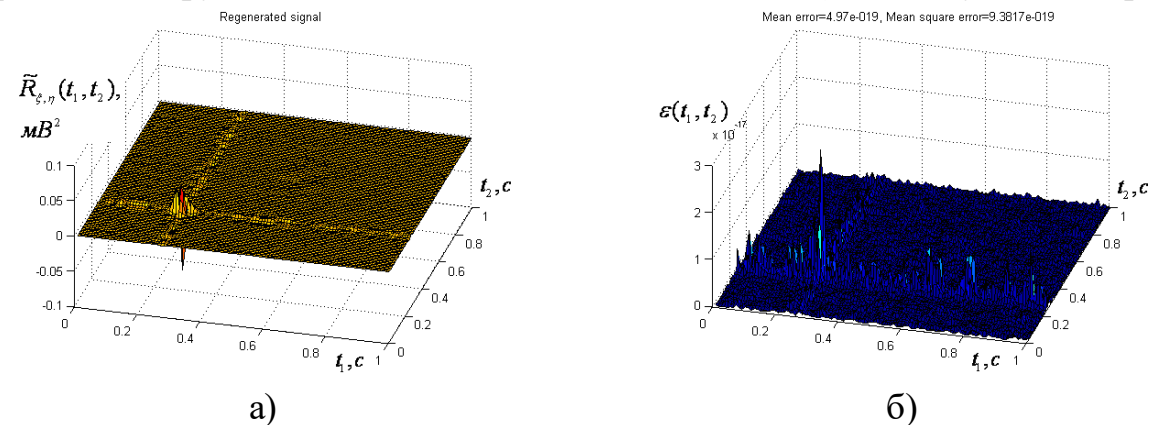 Regenerated signal
R̃ξ,η(t₁,t₂),
мВ²
0.1
0.05
0
-0.05
-0.1
0
0.2
0.4
0.6
0.8
1
t₁,c
0
0.2
0.4
0.6
0.8
1
t₂,c
а)
Mean error=4.97e-019, Mean square error=9.3817e-019
ε(t₁,t₂)
x 10⁻¹⁷
3
2
1
0
0
0.2
0.4
0.6
0.8
1
t₁,c
0
0.2
0.4
0.6
0.8
1
t₂,c
б)